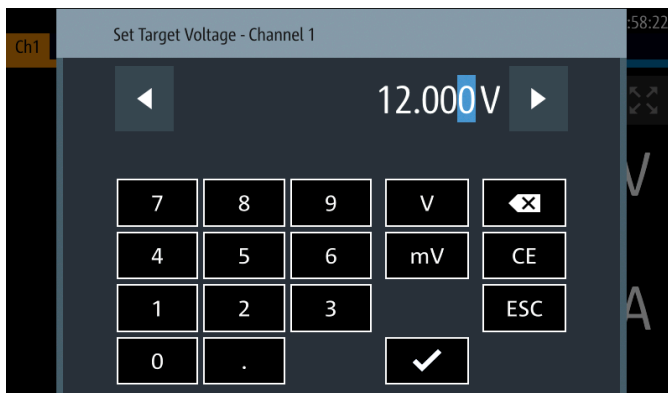 Set Target Voltage - Channel 1
:58:22
Ch1
12.000 V
V
7 8 9 V
4 5 6 mV CE
1 2 3 ESC
A
0 .